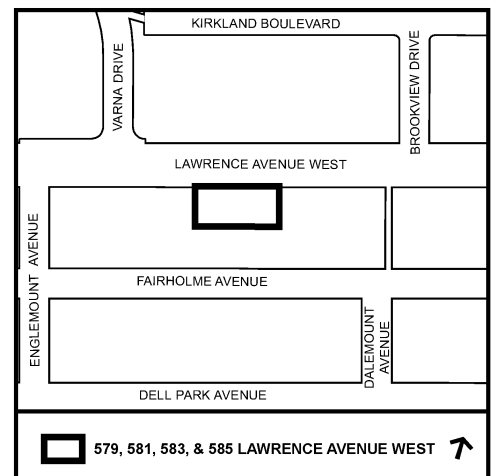 KIRKLAND BOULEVARD
VARNA DRIVE
BROOKVIEW DRIVE
LAWRENCE AVENUE WEST
ENGLEMOUNT AVENUE
FAIRHOLME AVENUE
DALEMOUNT
AVENUE
DELL PARK AVENUE
579, 581, 583, & 585 LAWRENCE AVENUE WEST